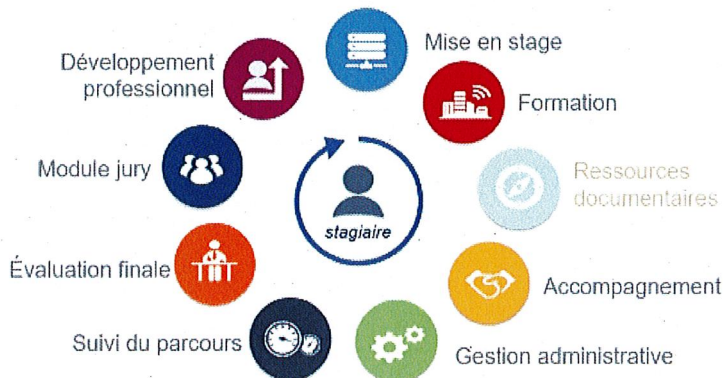 Mise en stage
Développement
professionnel
Formation
Module jury
Ressources
documentaires
stagiaire
Évaluation finale
Accompagnement
Suivi du parcours
Gestion administrative